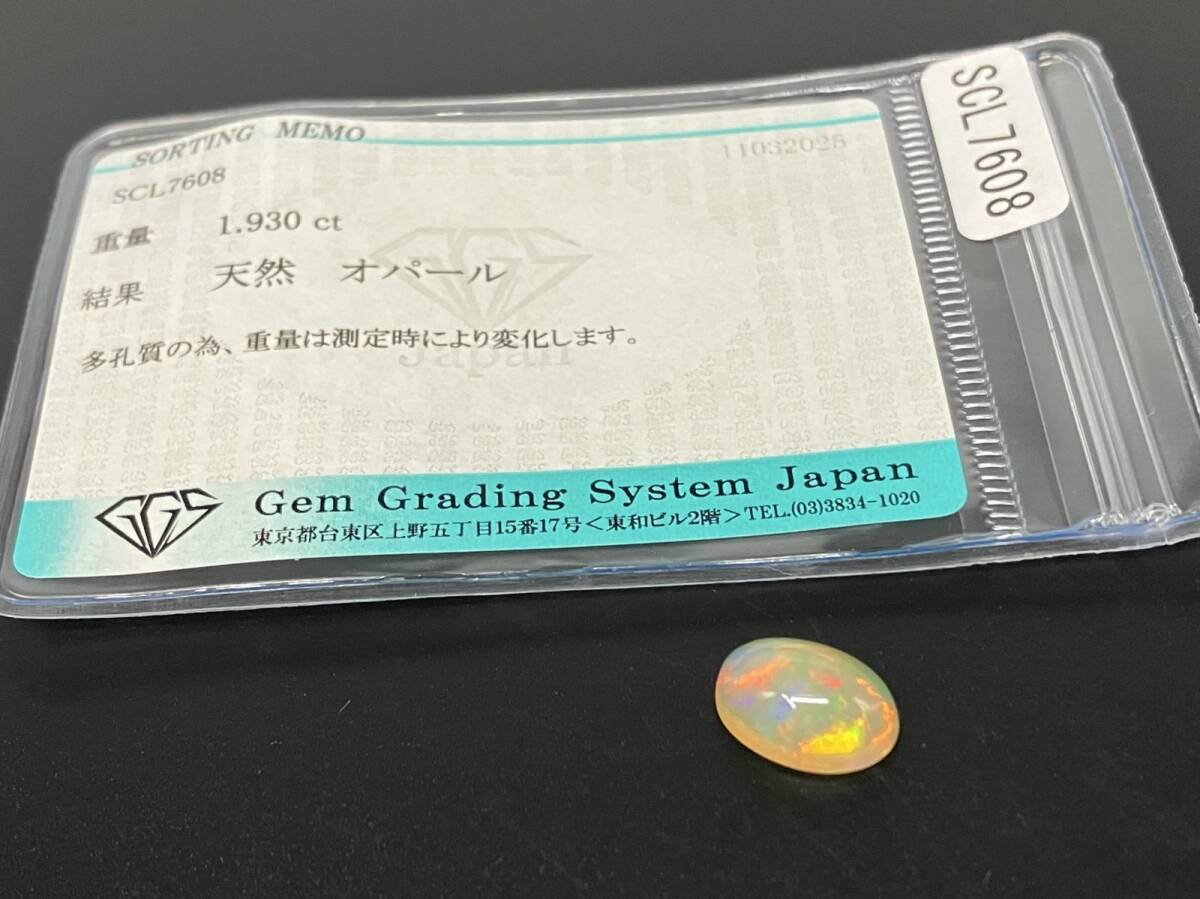 SORTING MEMO
11032025
SCL7608
重量 1.930 ct
結果 天然 オパール
多孔質の為、重量は測定時により変化します。
GGS
Japan
GGS Gem Grading System Japan
東京都台東区上野五丁目15番17号<東和ビル2階>TEL.(03)3834-1020
SCL7608